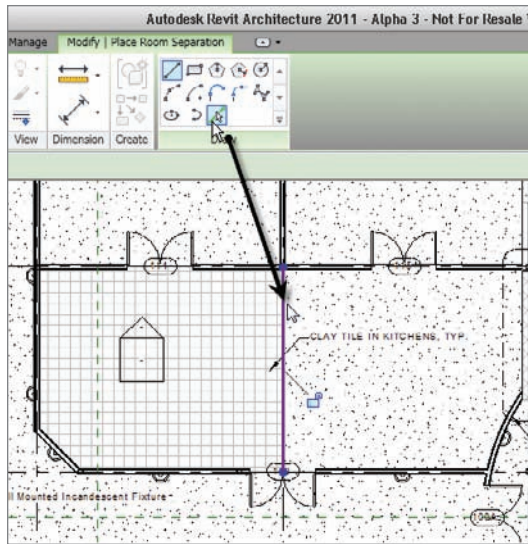 Autodesk Revit Architecture 2011 - Alpha 3 - Not For Resale
Manage Modify | Place Room Separation
View Dimension Create
CLAY TILE IN KITCHENS, TYP.
Mounted Incandescent Fixture